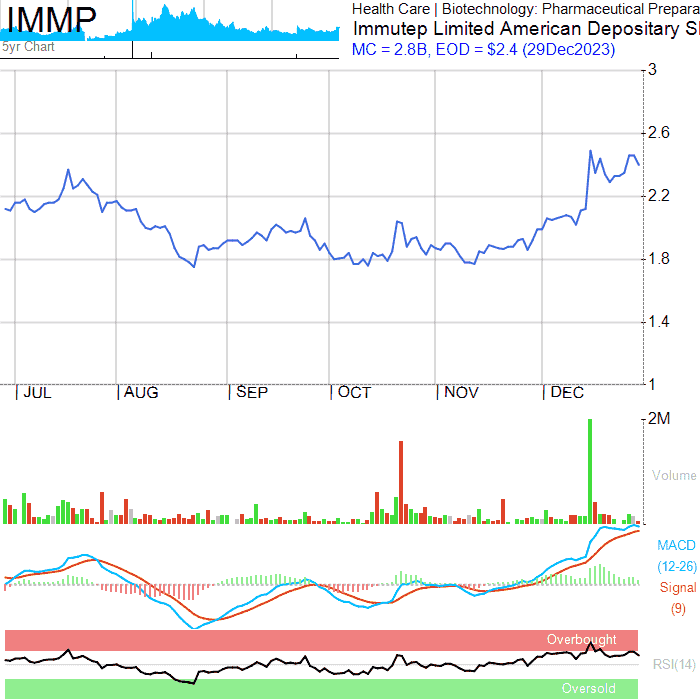 IMMP
5yr Chart
Health Care | Biotechnology: Pharmaceutical Prepara
Immutep Limited American Depositary S
MC = 2.8B, EOD = $2.4 (29Dec2023)
3
2.6
2.2
1.8
1.4
1
| JUL | AUG | SEP | OCT | NOV | DEC
2M
Volume
MACD
(12-26)
Signal
(9)
Overbought
RSI(14)
Oversold